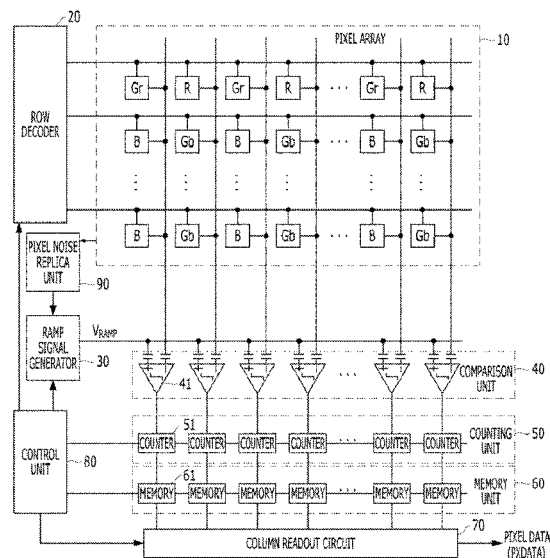 20
PIXEL ARRAY
10
ROW
DECODER
Gr R Gr R ··· Gr R
B Gb B Gb ··· B Gb
B Gb B Gb ··· B Gb
PIXEL NOISE
REPLICA
UNIT
90
RAMP
SIGNAL
GENERATOR
30
VRAMP
41
COMPARISON
UNIT
40
CONTROL
UNIT
80
51
COUNTER COUNTER COUNTER COUNTER ··· COUNTER COUNTER
COUNTING
UNIT
50
61
MEMORY MEMORY MEMORY MEMORY ··· MEMORY MEMORY
MEMORY
UNIT
60
70
COLUMN READOUT CIRCUIT
PIXEL DATA
(PXDATA)